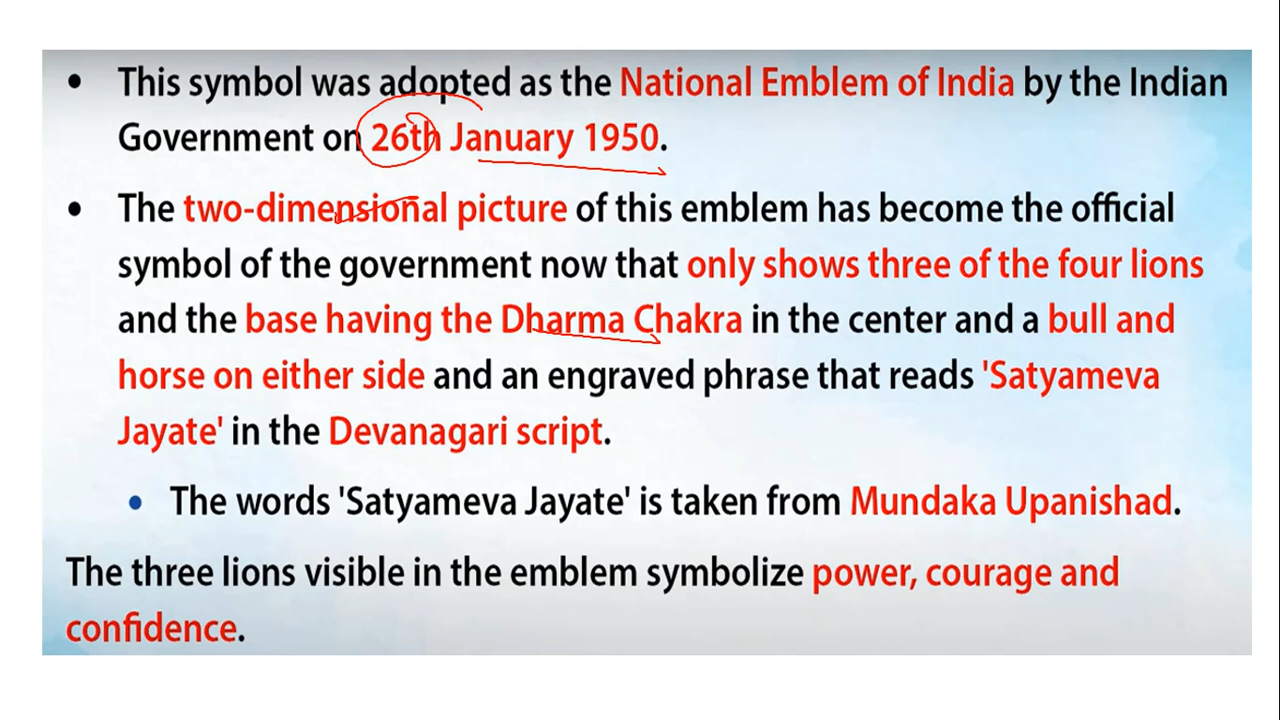 • This symbol was adopted as the National Emblem of India by the Indian
Government on 26th January 1950.
• The two-dimensional picture of this emblem has become the official
symbol of the government now that only shows three of the four lions
and the base having the Dharma Chakra in the center and a bull and
horse on either side and an engraved phrase that reads 'Satyameva
Jayate' in the Devanagari script.
• The words 'Satyameva Jayate' is taken from Mundaka Upanishad.
The three lions visible in the emblem symbolize power, courage and
confidence.